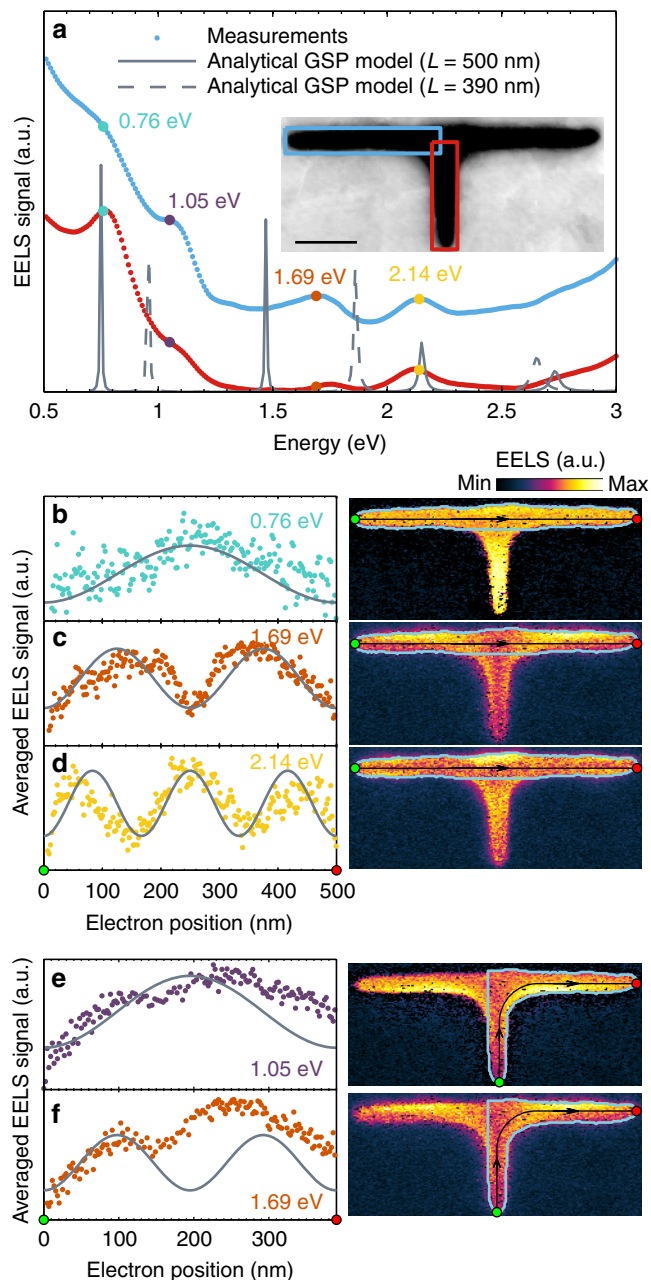 a
Measurements
Analytical GSP model (L = 500 nm)
Analytical GSP model (L = 390 nm)
0.76 eV
1.05 eV
1.69 eV
2.14 eV
EELS signal (a.u.)
0.5 1 1.5 2 2.5 3
Energy (eV)
EELS (a.u.)
Min Max
b
0.76 eV
c
1.69 eV
d
2.14 eV
Averaged EELS signal (a.u.)
0 100 200 300 400 500
Electron position (nm)
e
1.05 eV
f
1.69 eV
Averaged EELS signal (a.u.)
0 100 200 300
Electron position (nm)